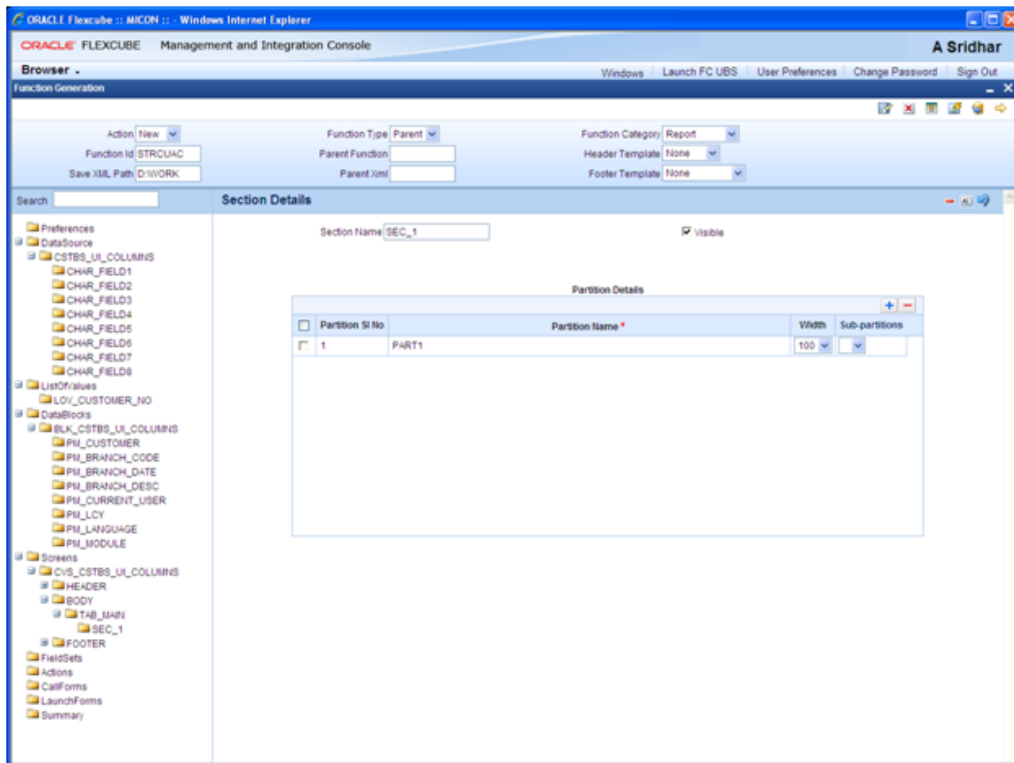 ORACLE Flexcube :: MICON :: - Windows Internet Explorer
ORACLE FLEXCUBE Management and Integration Console A Sridhar
Browser Windows Launch FC UBS User Preferences Change Password Sign Out
Function Generation
Action New Function Type Parent Function Category Report
Function Id STRCUAC Parent Function Header Template None
Save XML Path D:\WORK Parent Xml Footer Template None
Search Section Details
Section Name SEC_1 Visible
Partition Details
Partition Sl No Partition Name * Width Sub-partitions
1 PART1 100
Preferences
DataSource
CSTBS_UI_COLUMNS
CHAR_FIELD1
CHAR_FIELD2
CHAR_FIELD3
CHAR_FIELD4
CHAR_FIELD5
CHAR_FIELD6
CHAR_FIELD7
CHAR_FIELD8
ListOfValues
LOV_CUSTOMER_NO
DataBlocks
BLK_CSTBS_UI_COLUMNS
PM_CUSTOMER
PM_BRANCH_CODE
PM_BRANCH_DATE
PM_BRANCH_DESC
PM_CURRENT_USER
PM_LCY
PM_LANGUAGE
PM_MODULE
Screens
CVS_CSTBS_UI_COLUMNS
HEADER
BODY
TAB_MAIN
SEC_1
FOOTER
FieldSets
Actions
CallForms
LaunchForms
Summary